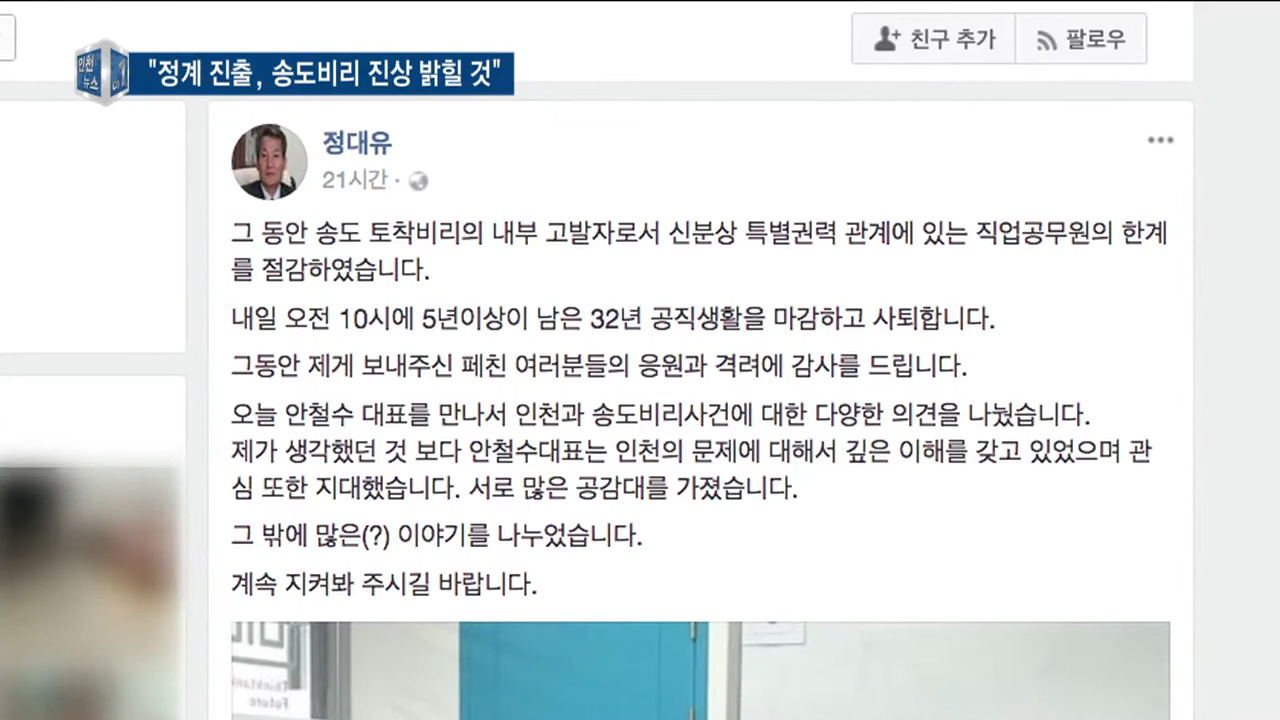 친구 추가
팔로우
인천
뉴스
"정계 진출, 송도비리 진상 밝힐 것"
정대유
21시간 ·
그 동안 송도 토착비리의 내부 고발자로서 신분상 특별권력 관계에 있는 직업공무원의 한계
를 절감하였습니다.
내일 오전 10시에 5년이상이 남은 32년 공직생활을 마감하고 사퇴합니다.
그동안 제게 보내주신 페친 여러분들의 응원과 격려에 감사를 드립니다.
오늘 안철수 대표를 만나서 인천과 송도비리사건에 대한 다양한 의견을 나눴습니다.
제가 생각했던 것 보다 안철수대표는 인천의 문제에 대해서 깊은 이해를 갖고 있었으며 관
심 또한 지대했습니다. 서로 많은 공감대를 가졌습니다.
그 밖에 많은(?) 이야기를 나누었습니다.
계속 지켜봐 주시길 바랍니다.